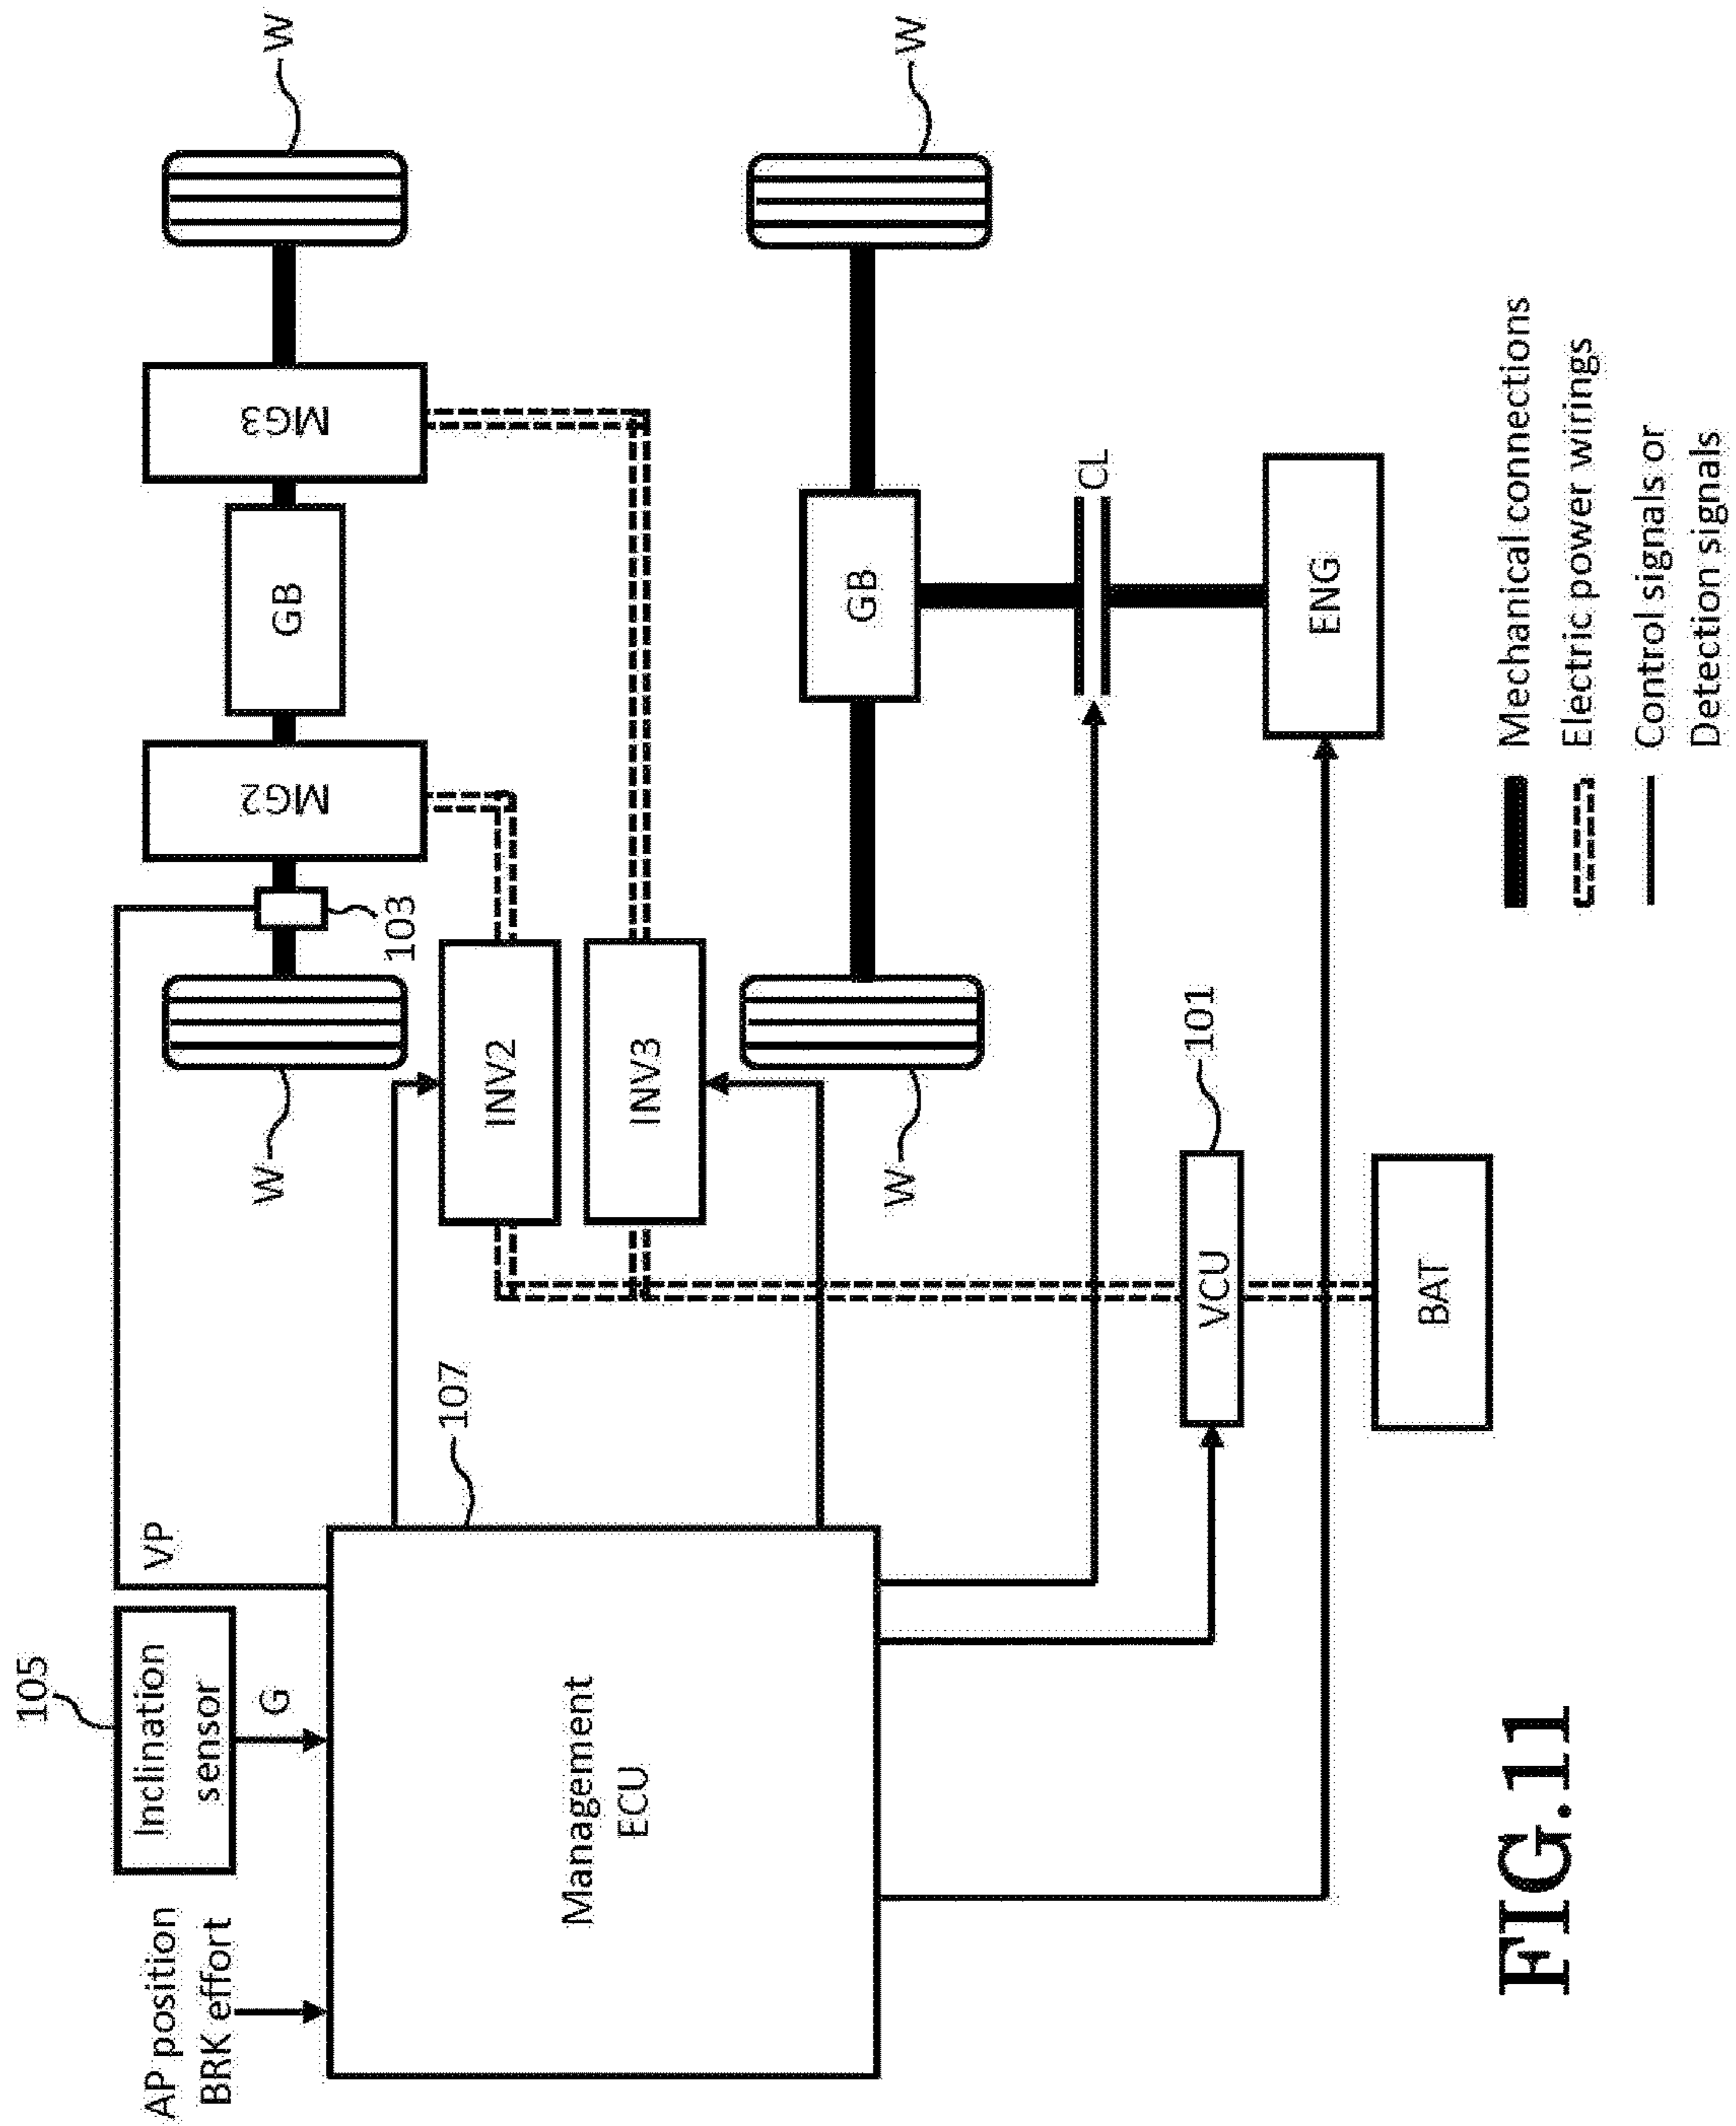 AP position
BRK effort
105
Inclination
sensor
G
VP
Management
ECU
107
W
103
MG2
GB
MG3
W
INV2
INV3
W
GB
W
CL
ENG
VCU
101
BAT
Mechanical connections
Electric power wirings
Control signals or
Detection signals
FIG.11